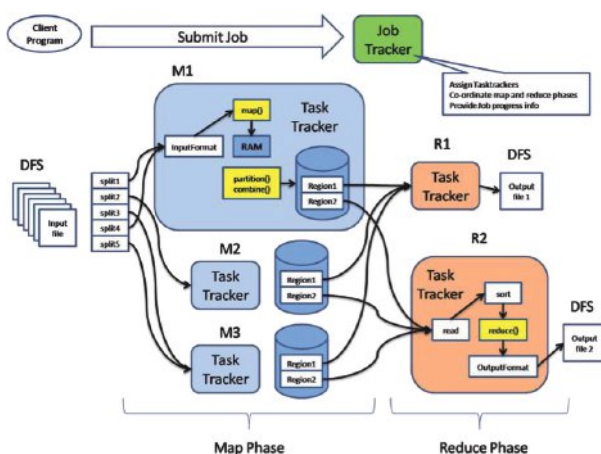 Client
Program
Submit Job
Job
Tracker
Assign Tasktrackers
Co-ordinate map and reduce phases
Provide Job progress info
M1
map()
Task
Tracker
InputFormat
RAM
partition()
combine()
Region1
Region2
DFS
Input
file
split1
split2
split3
split4
split5
M2
Task
Tracker
Region1
Region2
M3
Task
Tracker
Region1
Region2
R1
Task
Tracker
DFS
Output
file 1
R2
Task
Tracker
sort
read
reduce()
OutputFormat
DFS
Output
file 2
Map Phase
Reduce Phase